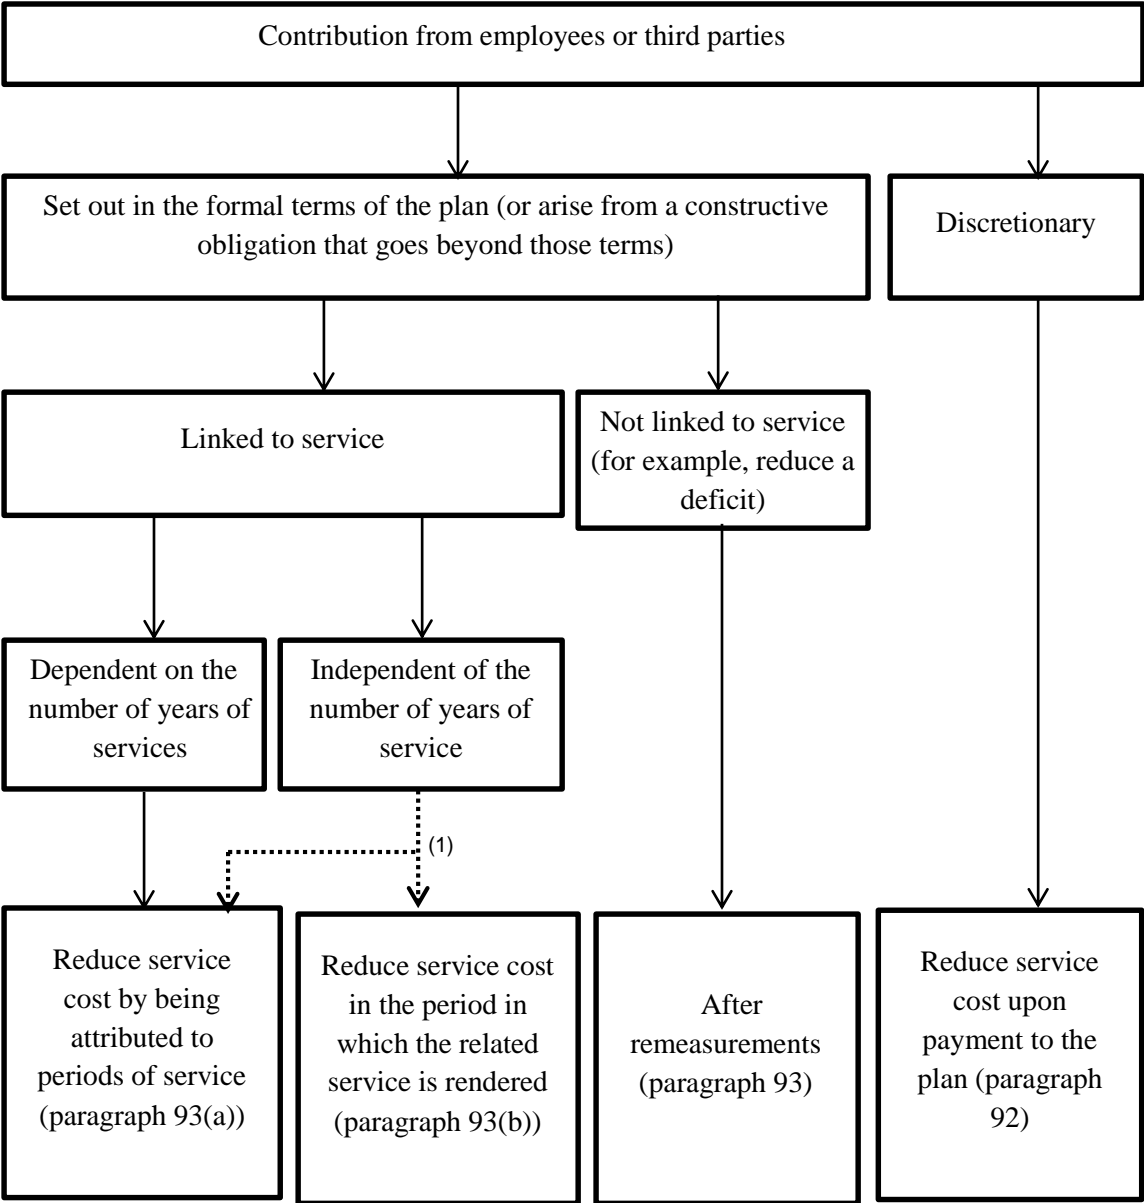 Contribution from employees or third parties
Set out in the formal terms of the plan (or arise from a constructive
obligation that goes beyond those terms)
Discretionary
Linked to service
Not linked to service
(for example, reduce a
deficit)
Dependent on the
number of years of
services
Independent of the
number of years of
service
(1)
Reduce service
cost by being
attributed to
periods of service
(paragraph 93(a))
Reduce service cost
in the period in
which the related
service is rendered
(paragraph 93(b))
After
remeasurements
(paragraph 93)
Reduce service
cost upon
payment to the
plan (paragraph
92)